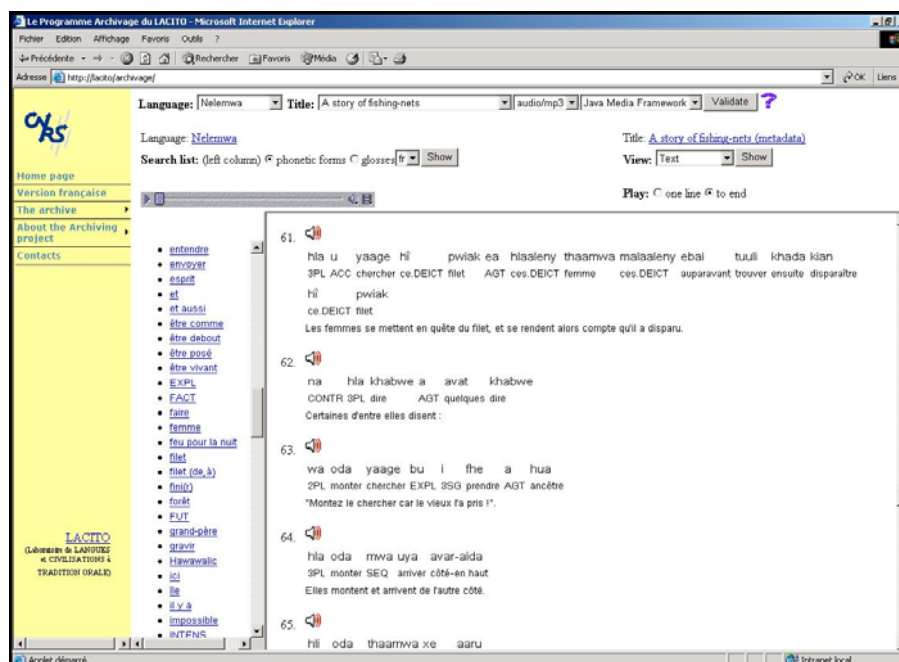 Le Programme Archivage du LACITO - Microsoft Internet Explorer
Fichier Edition Affichage Favoris Outils ?
Précédente Rechercher Favoris Média
Adresse http://lacito/archivage/ OK Liens
CNRS
Home page
Version française
The archive
About the Archiving
project
Contacts
LACITO
(Laboratoire de LANGUES
et CIVILISATIONS à
TRADITION ORALE)
Language: Nelemwa Title: A story of fishing-nets audio/mp3 Java Media Framework Validate ?
Language: Nelemwa Title: A story of fishing-nets (metadata)
Search list: (left column) phonetic forms glosses fr Show View: Text Show
Play: one line to end
entendre
envoyer
esprit
et
et aussi
être comme
être debout
être posé
être vivant
EXPL
FACT
faire
femme
feu pour la nuit
filet
filet (de,à)
fini(r)
forêt
FUT
grand-père
gravir
Hawawalic
ici
île
il y a
impossible
INTENS
61.
hla u yaage hî pwiak ea hlaaleny thaamwa malaaleny ebai tuuli khada kian
3PL ACC chercher ce.DEICT filet AGT ces.DEICT femme ces.DEICT auparavant trouver ensuite disparaître
hî pwiak
ce.DEICT filet
Les femmes se mettent en quête du filet, et se rendent alors compte qu'il a disparu.
62.
na hla khabwe a avat khabwe
CONTR 3PL dire AGT quelques dire
Certaines d'entre elles disent :
63.
wa oda yaage bu i fhe a hua
2PL monter chercher EXPL 3SG prendre AGT ancêtre
"Montez le chercher car le vieux l'a pris !".
64.
hla oda mwa uya avar-aida
3PL monter SEQ arriver côté-en haut
Elles montent et arrivent de l'autre côté.
65.
hli oda thaamwa xe aaru
Applet démarré Intranet local